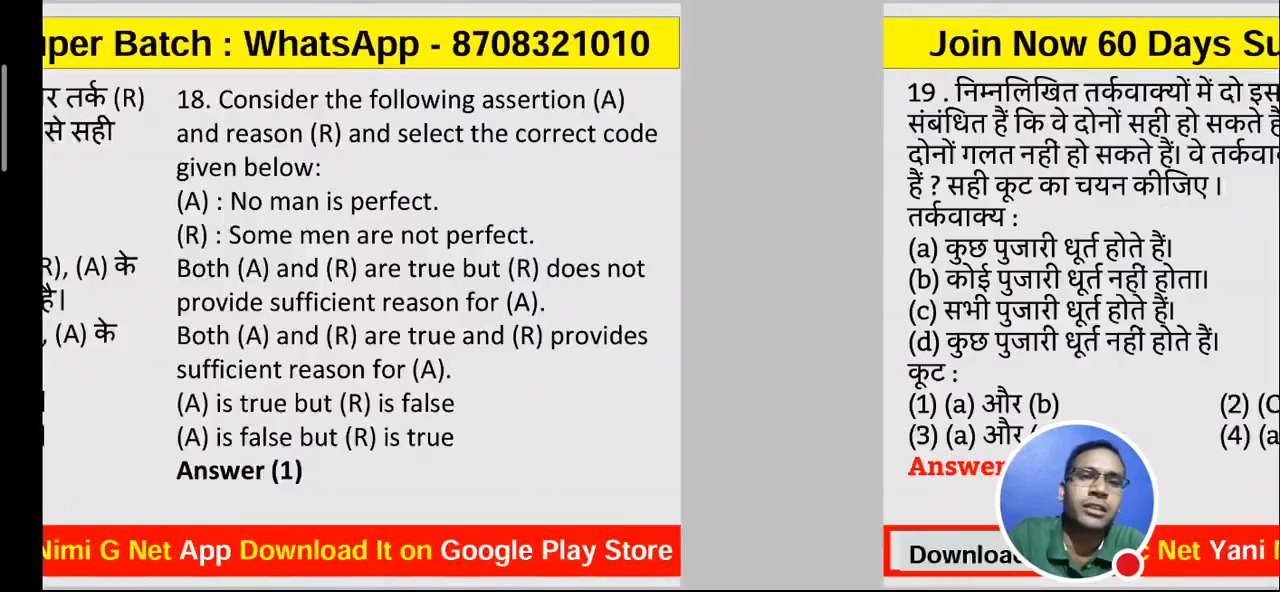 uper Batch : WhatsApp - 8708321010
र तर्क (R)
से सही
R), (A) के
है।
, (A) के
18. Consider the following assertion (A)
and reason (R) and select the correct code
given below:
(A) : No man is perfect.
(R) : Some men are not perfect.
Both (A) and (R) are true but (R) does not
provide sufficient reason for (A).
Both (A) and (R) are true and (R) provides
sufficient reason for (A).
(A) is true but (R) is false
(A) is false but (R) is true
Answer (1)
Nimi G Net App Download It on Google Play Store
Join Now 60 Days Su
19 . निम्नलिखित तर्कवाक्यों में दो इस
संबंधित हैं कि वे दोनों सही हो सकते हैं
दोनों गलत नहीं हो सकते हैं। वे तर्कवा
हैं ? सही कूट का चयन कीजिए ।
तर्कवाक्य :
(a) कुछ पुजारी धूर्त होते हैं।
(b) कोई पुजारी धूर्त नहीं होता।
(c) सभी पुजारी धूर्त होते हैं।
(d) कुछ पुजारी धूर्त नहीं होते हैं।
कूट :
(1) (a) और (b) (2) (
(3) (a) और (4) (a
Answer
Download Net Yani